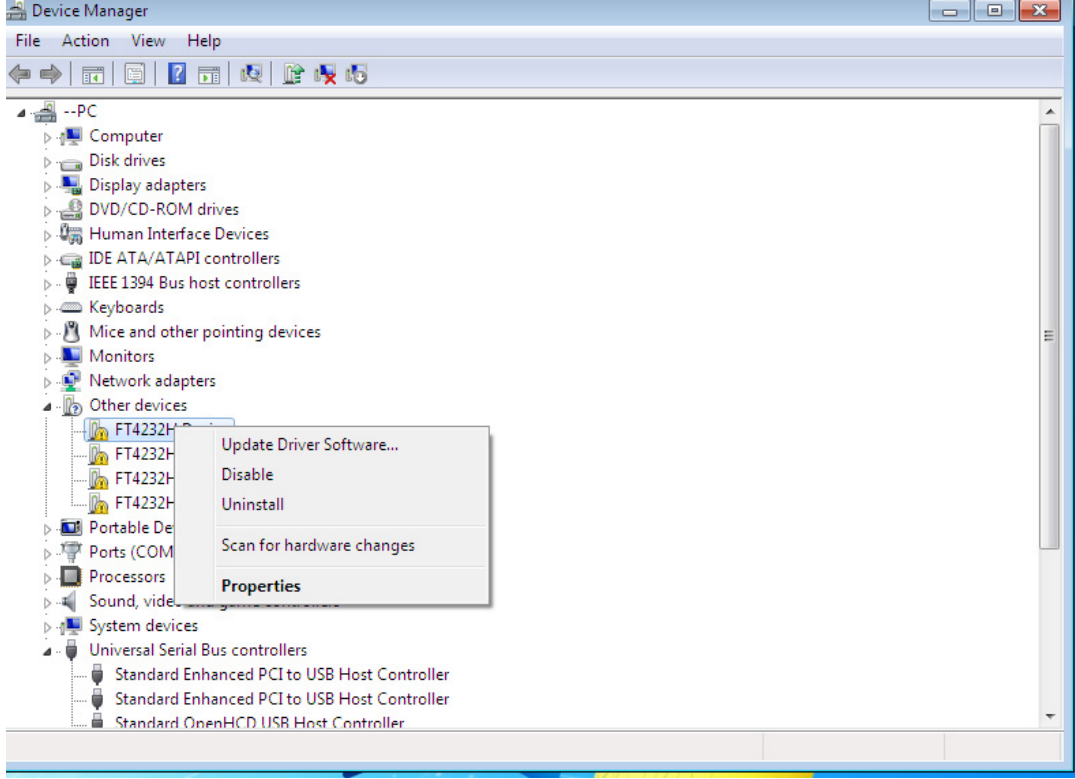 Device Manager
File Action View Help
--PC
Computer
Disk drives
Display adapters
DVD/CD-ROM drives
Human Interface Devices
IDE ATA/ATAPI controllers
IEEE 1394 Bus host controllers
Keyboards
Mice and other pointing devices
Monitors
Network adapters
Other devices
FT4232H
Update Driver Software...
FT4232H
Disable
FT4232H
Uninstall
FT4232H
Portable De
Scan for hardware changes
Ports (COM
Processors
Properties
Sound, vide
System devices
Universal Serial Bus controllers
Standard Enhanced PCI to USB Host Controller
Standard Enhanced PCI to USB Host Controller
Standard OpenHCD USB Host Controller